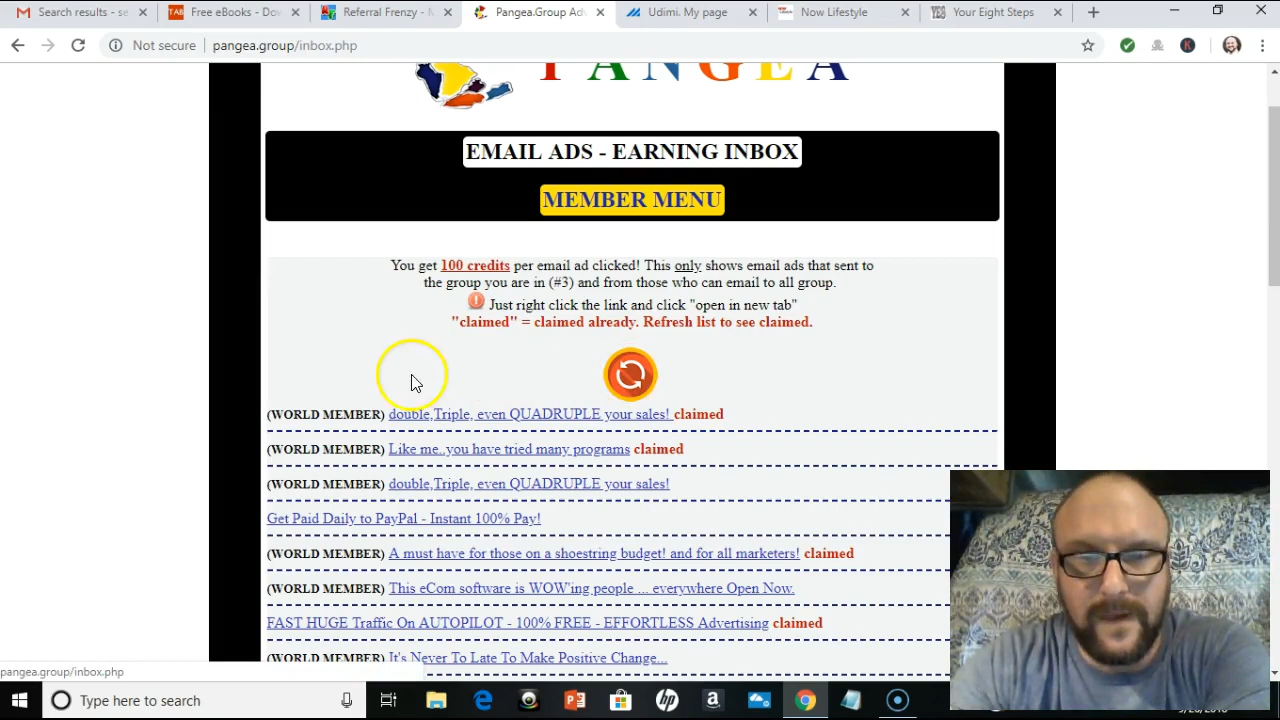 Search results - se
Free eBooks - Dow
Referral Frenzy - M
Pangea.Group Adv
Udimi. My page
Now Lifestyle
Your Eight Steps
Not secure
pangea.group/inbox.php
PANGEA
EMAIL ADS - EARNING INBOX
MEMBER MENU
You get 100 credits per email ad clicked! This only shows email ads that sent to
the group you are in (#3) and from those who can email to all group.
Just right click the link and click "open in new tab"
"claimed" = claimed already. Refresh list to see claimed.
(WORLD MEMBER) double,Triple, even QUADRUPLE your sales! claimed
(WORLD MEMBER) Like me..you have tried many programs claimed
(WORLD MEMBER) double,Triple, even QUADRUPLE your sales!
Get Paid Daily to PayPal - Instant 100% Pay!
(WORLD MEMBER) A must have for those on a shoestring budget! and for all marketers! claimed
(WORLD MEMBER) This eCom software is WOW'ing people ... everywhere Open Now.
FAST HUGE Traffic On AUTOPILOT - 100% FREE - EFFORTLESS Advertising claimed
(WORLD MEMBER) It's Never To Late To Make Positive Change...
pangea.group/inbox.php
Type here to search